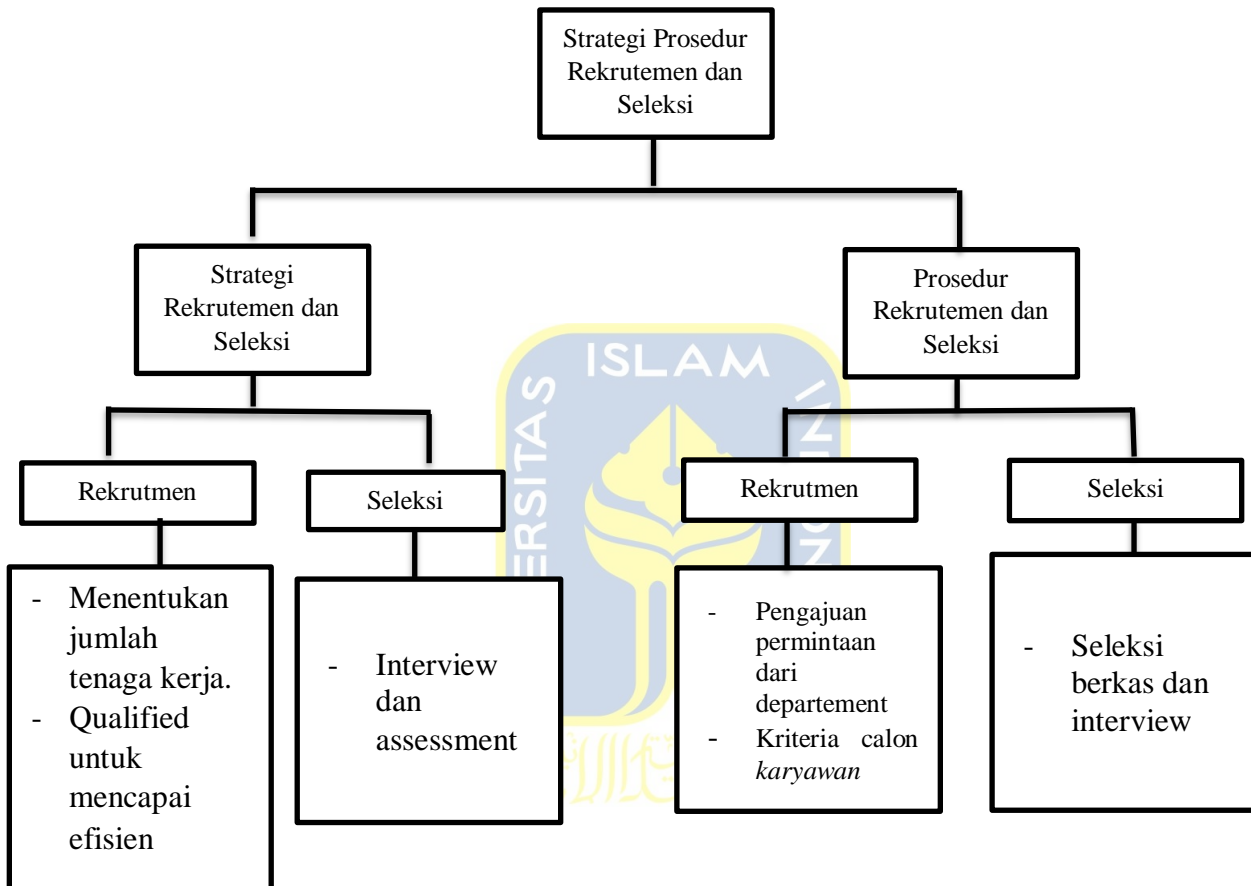 Strategi Prosedur
Rekrutemen dan
Seleksi
Strategi
Rekrutemen dan
Seleksi
Prosedur
Rekrutemen dan
Seleksi
ISLAM
ERSITAS
Rekrutmen
Seleksi
Rekrutmen
Seleksi
- Menentukan
jumlah
tenaga kerja.
- Qualified
untuk
mencapai
efisien
- Interview
dan
assessment
- Pengajuan
permintaan
dari
departement
- Kriteria calon
karyawan
- Seleksi
berkas dan
interview